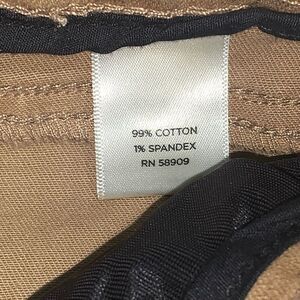 99% COTTON
1% SPANDEX
RN 58909